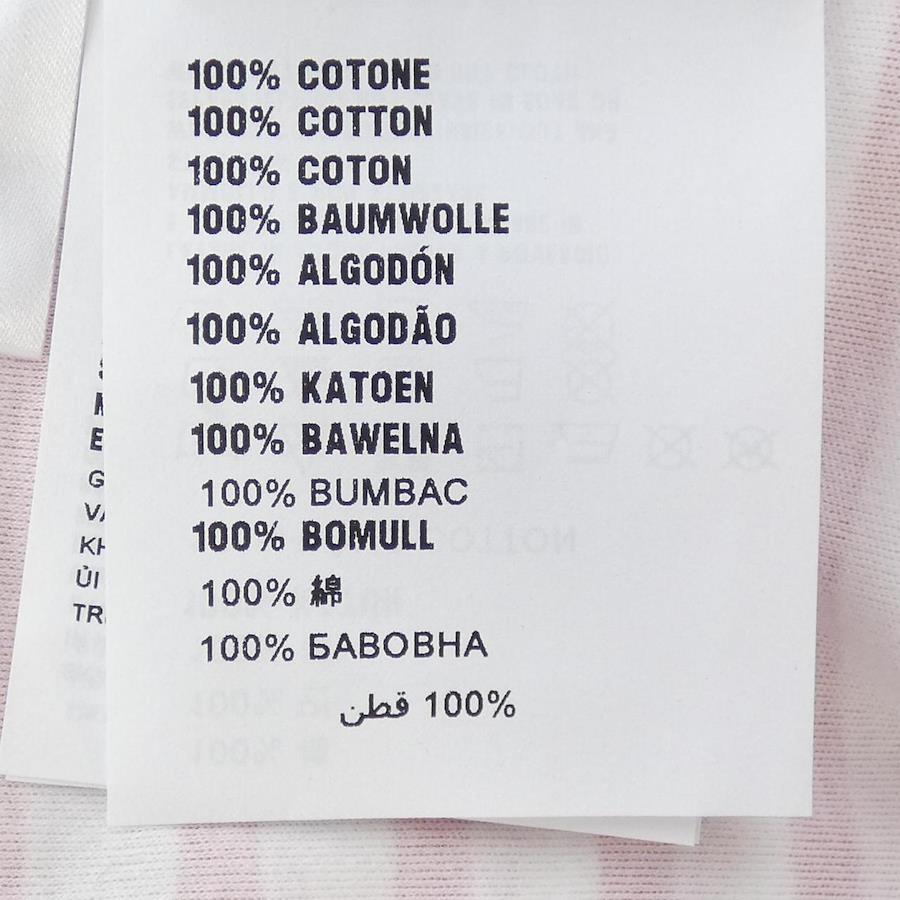 100% COTONE
100% COTTON
100% COTON
100% BAUMWOLLE
100% ALGODÓN
100% ALGODÃO
100% KATOEN
100% BAWELNA
100% BUMBAC
100% BOMULL
100% 綿
100% БАВОВНА
100% قطن
ỦI